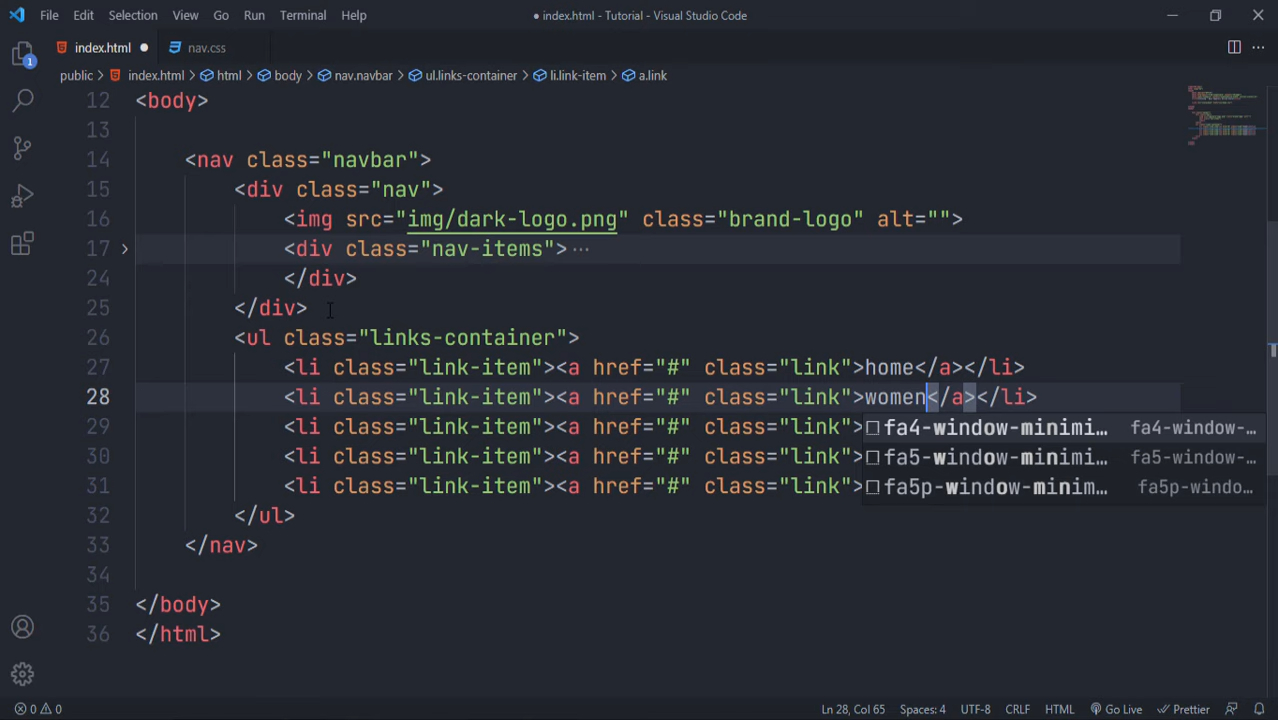 File Edit Selection View Go Run Terminal Help ● index.html - Tutorial - Visual Studio Code
index.html ● nav.css
public > index.html > html > body > nav.navbar > ul.links-container > li.link-item > a.link
12 <body>
13
14 <nav class="navbar">
15 <div class="nav">
16 <img src="img/dark-logo.png" class="brand-logo" alt="">
17 <div class="nav-items">···
24 </div>
25 </div>
26 <ul class="links-container">
27 <li class="link-item"><a href="#" class="link">home</a></li>
28 <li class="link-item"><a href="#" class="link">women</a></li>
29 <li class="link-item"><a href="#" class="link"> fa4-window-minimi... fa4-window-...
30 <li class="link-item"><a href="#" class="link"> fa5-window-minimi... fa5-window-...
31 <li class="link-item"><a href="#" class="link"> fa5p-window-minim... fa5p-windo...
32 </ul>
33 </nav>
34
35 </body>
36 </html>
0 0 Ln 28, Col 65 Spaces: 4 UTF-8 CRLF HTML Go Live Prettier
1